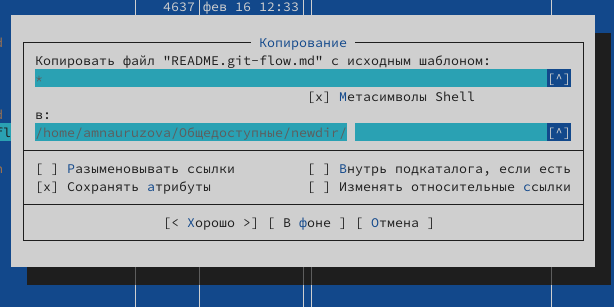 4637 фев 16 12:33
Копирование
Копировать файл "README.git-flow.md" с исходным шаблоном:
* [^]
[x] Метасимволы Shell
в:
/home/amnauruzova/Общедоступные/newdir/ [^]
[ ] Разыменовывать ссылки [ ] Внутрь подкаталога, если есть
[x] Сохранять атрибуты [ ] Изменять относительные ссылки
[< Хорошо >] [ В фоне ] [ Отмена ]